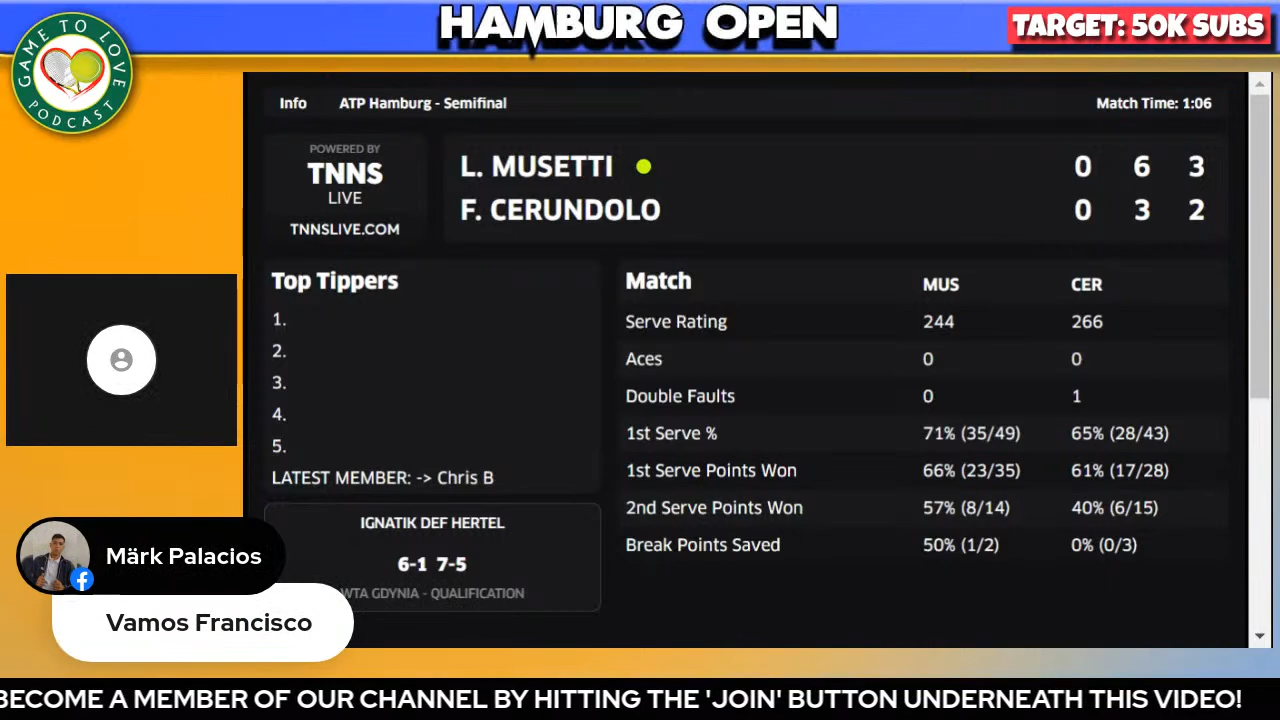 HAMBURG OPEN
TARGET: 50K SUBS
GAME TO LOVE
PODCAST
Info ATP Hamburg - Semifinal Match Time: 1:06
POWERED BY
TNNS
LIVE
TNNSLIVE.COM
L. MUSETTI 0 6 3
F. CERUNDOLO 0 3 2
Top Tippers
1.
2.
3.
4.
5.
LATEST MEMBER: -> Chris B
IGNATIK DEF HERTEL
6-1 7-5
WTA GDYNIA - QUALIFICATION
Match MUS CER
Serve Rating 244 266
Aces 0 0
Double Faults 0 1
1st Serve % 71% (35/49) 65% (28/43)
1st Serve Points Won 66% (23/35) 61% (17/28)
2nd Serve Points Won 57% (8/14) 40% (6/15)
Break Points Saved 50% (1/2) 0% (0/3)
Märk Palacios
Vamos Francisco
BECOME A MEMBER OF OUR CHANNEL BY HITTING THE 'JOIN' BUTTON UNDERNEATH THIS VIDEO!